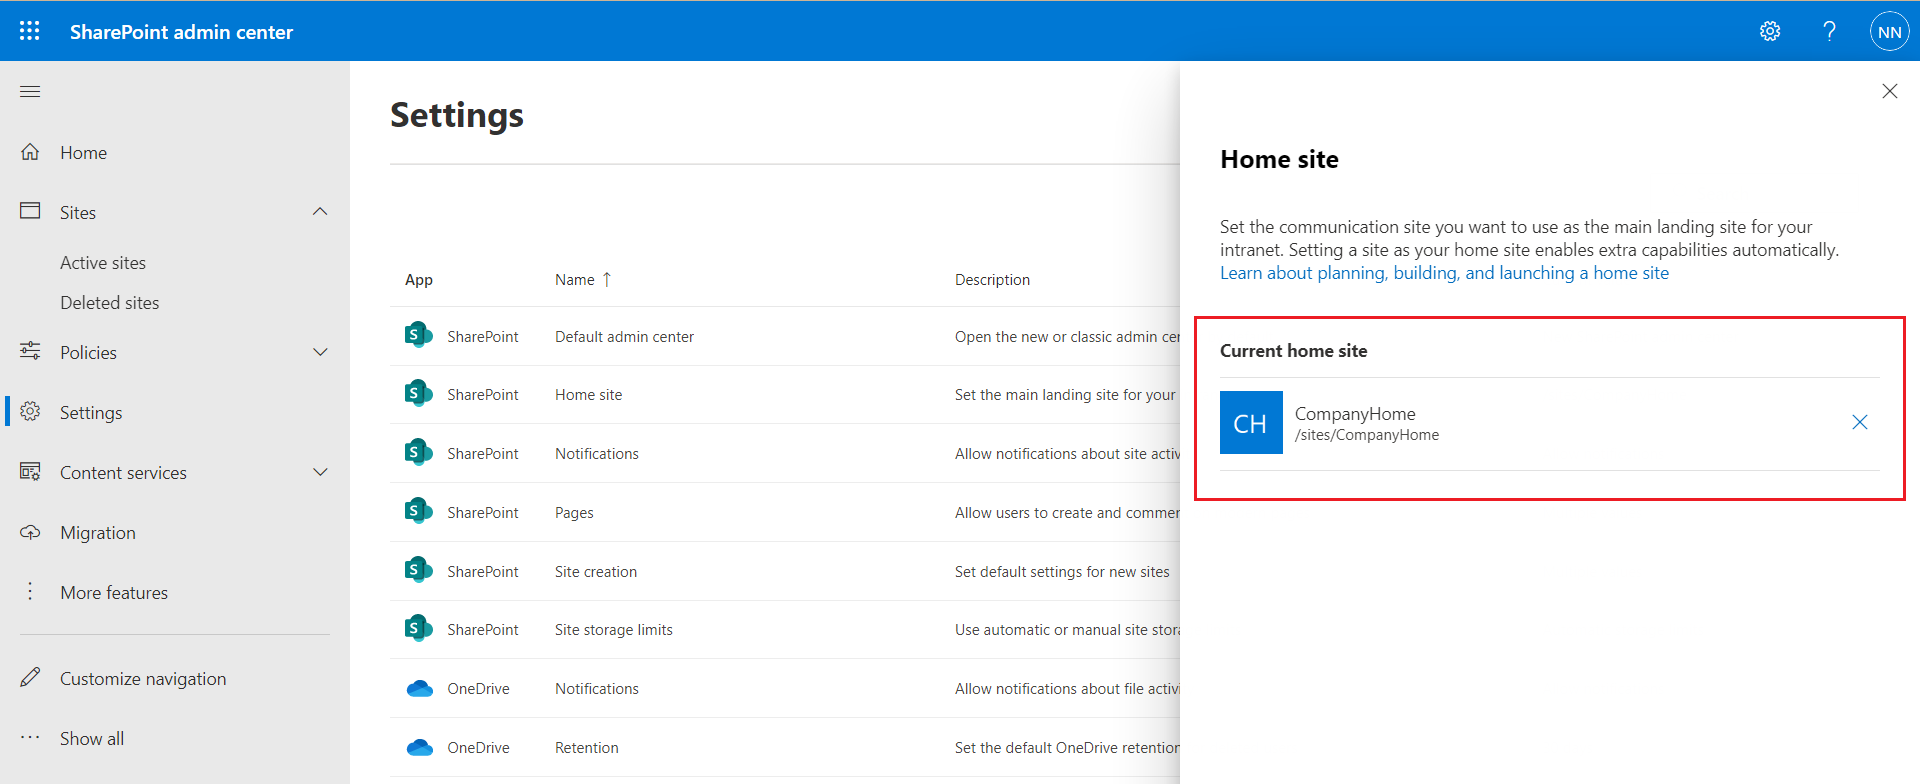 SharePoint admin center
?
NN
Home
Sites
Active sites
Deleted sites
Policies
Settings
Content services
Migration
More features
Customize navigation
Show all
Settings
App Name ↑ Description
S SharePoint Default admin center Open the new or classic admin cen
S SharePoint Home site Set the main landing site for your
S SharePoint Notifications Allow notifications about site activ
S SharePoint Pages Allow users to create and commen
S SharePoint Site creation Set default settings for new sites
S SharePoint Site storage limits Use automatic or manual site stora
OneDrive Notifications Allow notifications about file activi
OneDrive Retention Set the default OneDrive retention
Home site
Set the communication site you want to use as the main landing site for your
intranet. Setting a site as your home site enables extra capabilities automatically.
Learn about planning, building, and launching a home site
Current home site
CH
CompanyHome
/sites/CompanyHome